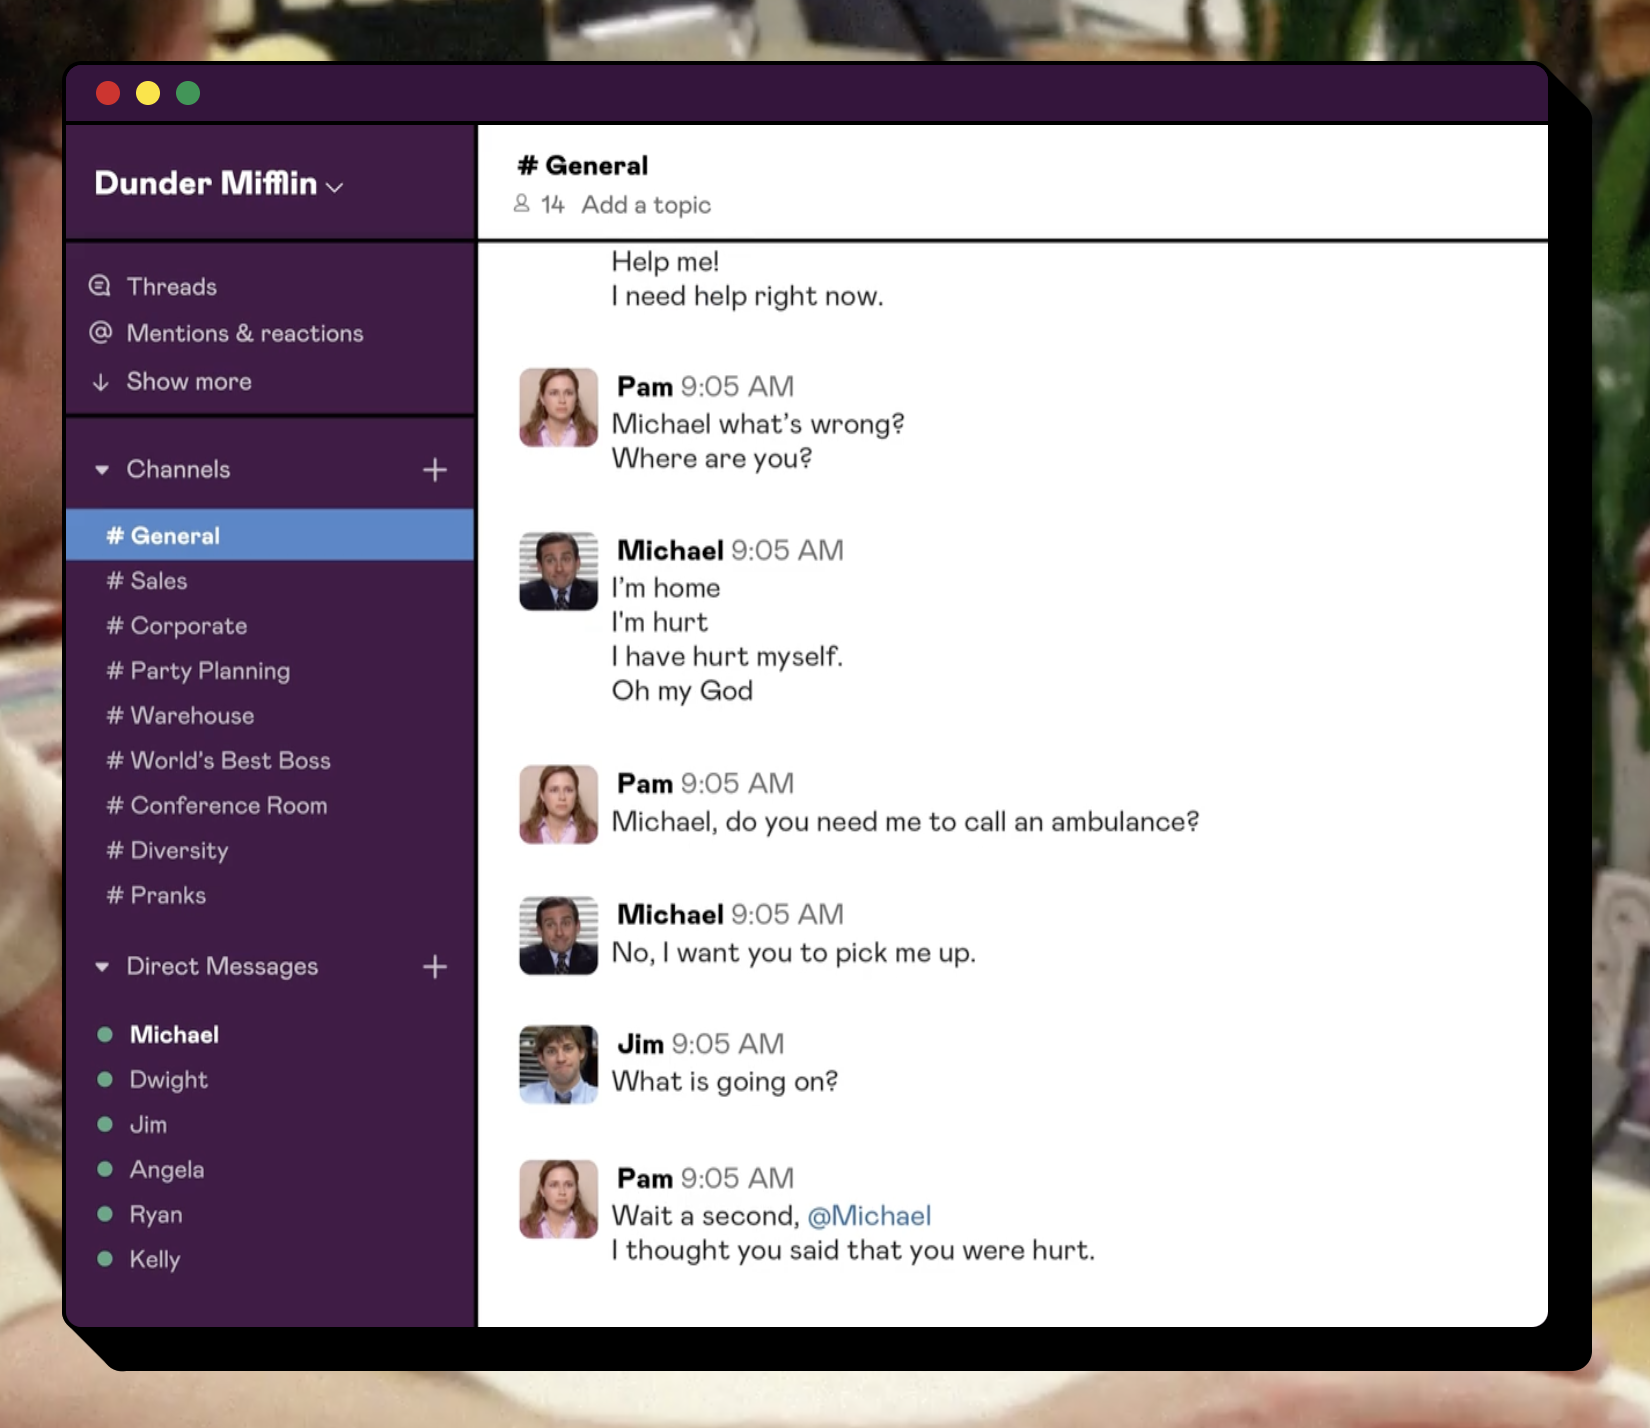 Dunder Mifflin
Threads
@ Mentions & reactions
Show more
Channels +
# General
# Sales
# Corporate
# Party Planning
# Warehouse
# World's Best Boss
# Conference Room
# Diversity
# Pranks
Direct Messages +
Michael
Dwight
Jim
Angela
Ryan
Kelly
# General
14 Add a topic
Help me!
I need help right now.
Pam 9:05 AM
Michael what’s wrong?
Where are you?
Michael 9:05 AM
I’m home
I'm hurt
I have hurt myself.
Oh my God
Pam 9:05 AM
Michael, do you need me to call an ambulance?
Michael 9:05 AM
No, I want you to pick me up.
Jim 9:05 AM
What is going on?
Pam 9:05 AM
Wait a second, @Michael
I thought you said that you were hurt.